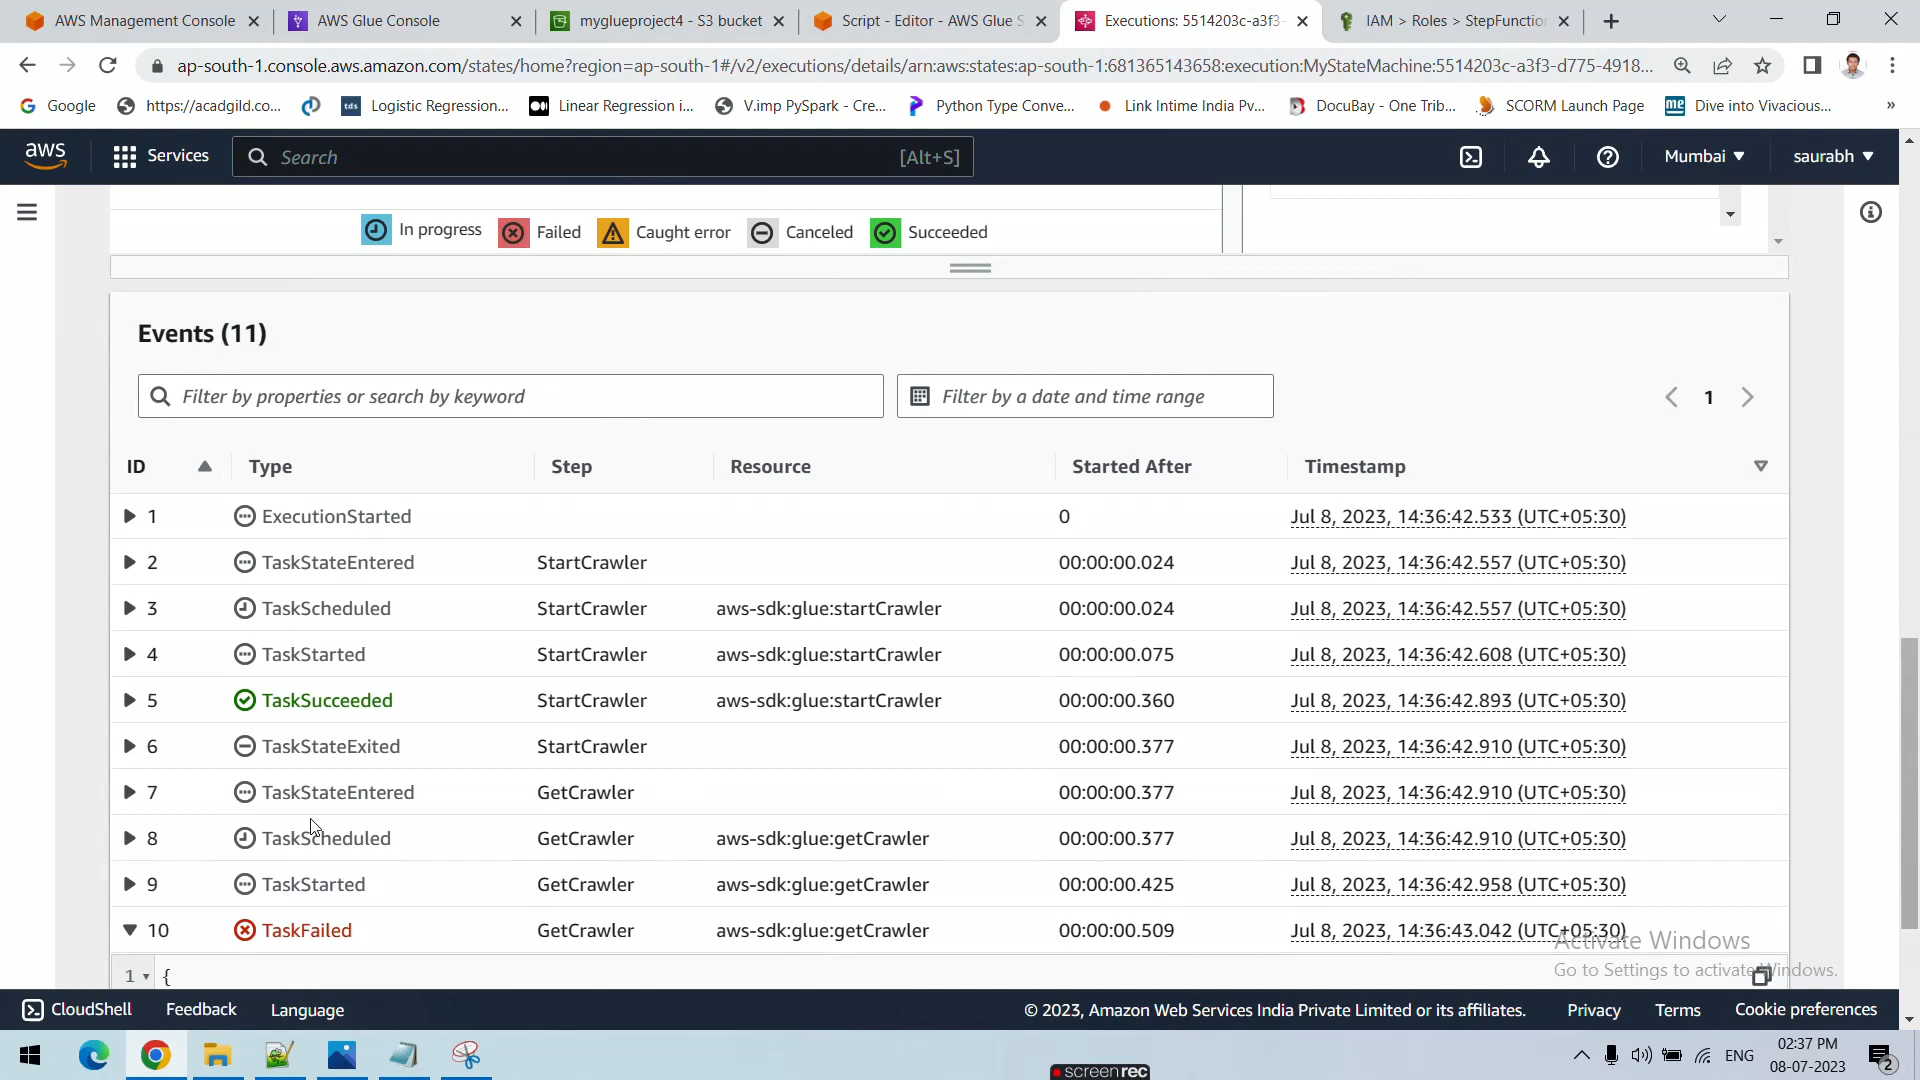 AWS Management Console
AWS Glue Console
myglueproject4 - S3 bucket
Script - Editor - AWS Glue S
Executions: 5514203c-a3f3-
IAM > Roles > StepFunctio
ap-south-1.console.aws.amazon.com/states/home?region=ap-south-1#/v2/executions/details/arn:aws:states:ap-south-1:681365143658:execution:MyStateMachine:5514203c-a3f3-d775-4918...
Google
https://acadgild.co...
tds Logistic Regression...
Linear Regression i...
V.imp PySpark - Cre...
Python Type Conve...
Link Intime India Pv...
DocuBay - One Trib...
SCORM Launch Page
me Dive into Vivacious...
»
aws
Services
Search [Alt+S]
Mumbai
saurabh
In progress Failed Caught error Canceled Succeeded
Events (11)
Filter by properties or search by keyword
Filter by a date and time range
1
ID Type Step Resource Started After Timestamp
1 ExecutionStarted 0 Jul 8, 2023, 14:36:42.533 (UTC+05:30)
2 TaskStateEntered StartCrawler 00:00:00.024 Jul 8, 2023, 14:36:42.557 (UTC+05:30)
3 TaskScheduled StartCrawler aws-sdk:glue:startCrawler 00:00:00.024 Jul 8, 2023, 14:36:42.557 (UTC+05:30)
4 TaskStarted StartCrawler aws-sdk:glue:startCrawler 00:00:00.075 Jul 8, 2023, 14:36:42.608 (UTC+05:30)
5 TaskSucceeded StartCrawler aws-sdk:glue:startCrawler 00:00:00.360 Jul 8, 2023, 14:36:42.893 (UTC+05:30)
6 TaskStateExited StartCrawler 00:00:00.377 Jul 8, 2023, 14:36:42.910 (UTC+05:30)
7 TaskStateEntered GetCrawler 00:00:00.377 Jul 8, 2023, 14:36:42.910 (UTC+05:30)
8 TaskScheduled GetCrawler aws-sdk:glue:getCrawler 00:00:00.377 Jul 8, 2023, 14:36:42.910 (UTC+05:30)
9 TaskStarted GetCrawler aws-sdk:glue:getCrawler 00:00:00.425 Jul 8, 2023, 14:36:42.958 (UTC+05:30)
10 TaskFailed GetCrawler aws-sdk:glue:getCrawler 00:00:00.509 Jul 8, 2023, 14:36:43.042 (UTC+05:30)
1 {
Activate Windows
Go to Settings to activate Windows.
CloudShell Feedback Language © 2023, Amazon Web Services India Private Limited or its affiliates. Privacy Terms Cookie preferences
ENG
02:37 PM
08-07-2023
2
screenrec